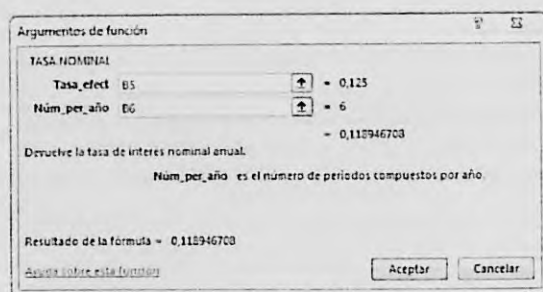 Argumentos de función
TASA.NOMINAL
Tasa_efect B5 = 0,125
Núm_per_año B6 = 6
= 0,118946708
Devuelve la tasa de interés nominal anual.
Núm_per_año es el número de periodos compuestos por año.
Resultado de la fórmula = 0,118946708
Ayuda sobre esta función
Aceptar Cancelar